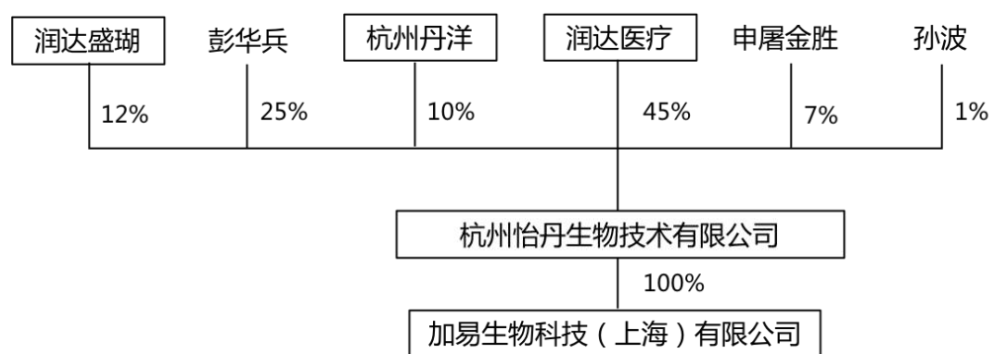 润达盛瑚
彭华兵
杭州丹洋
润达医疗
申屠金胜
孙波
12%
25%
10%
45%
7%
1%
杭州怡丹生物技术有限公司
100%
加易生物科技（上海）有限公司